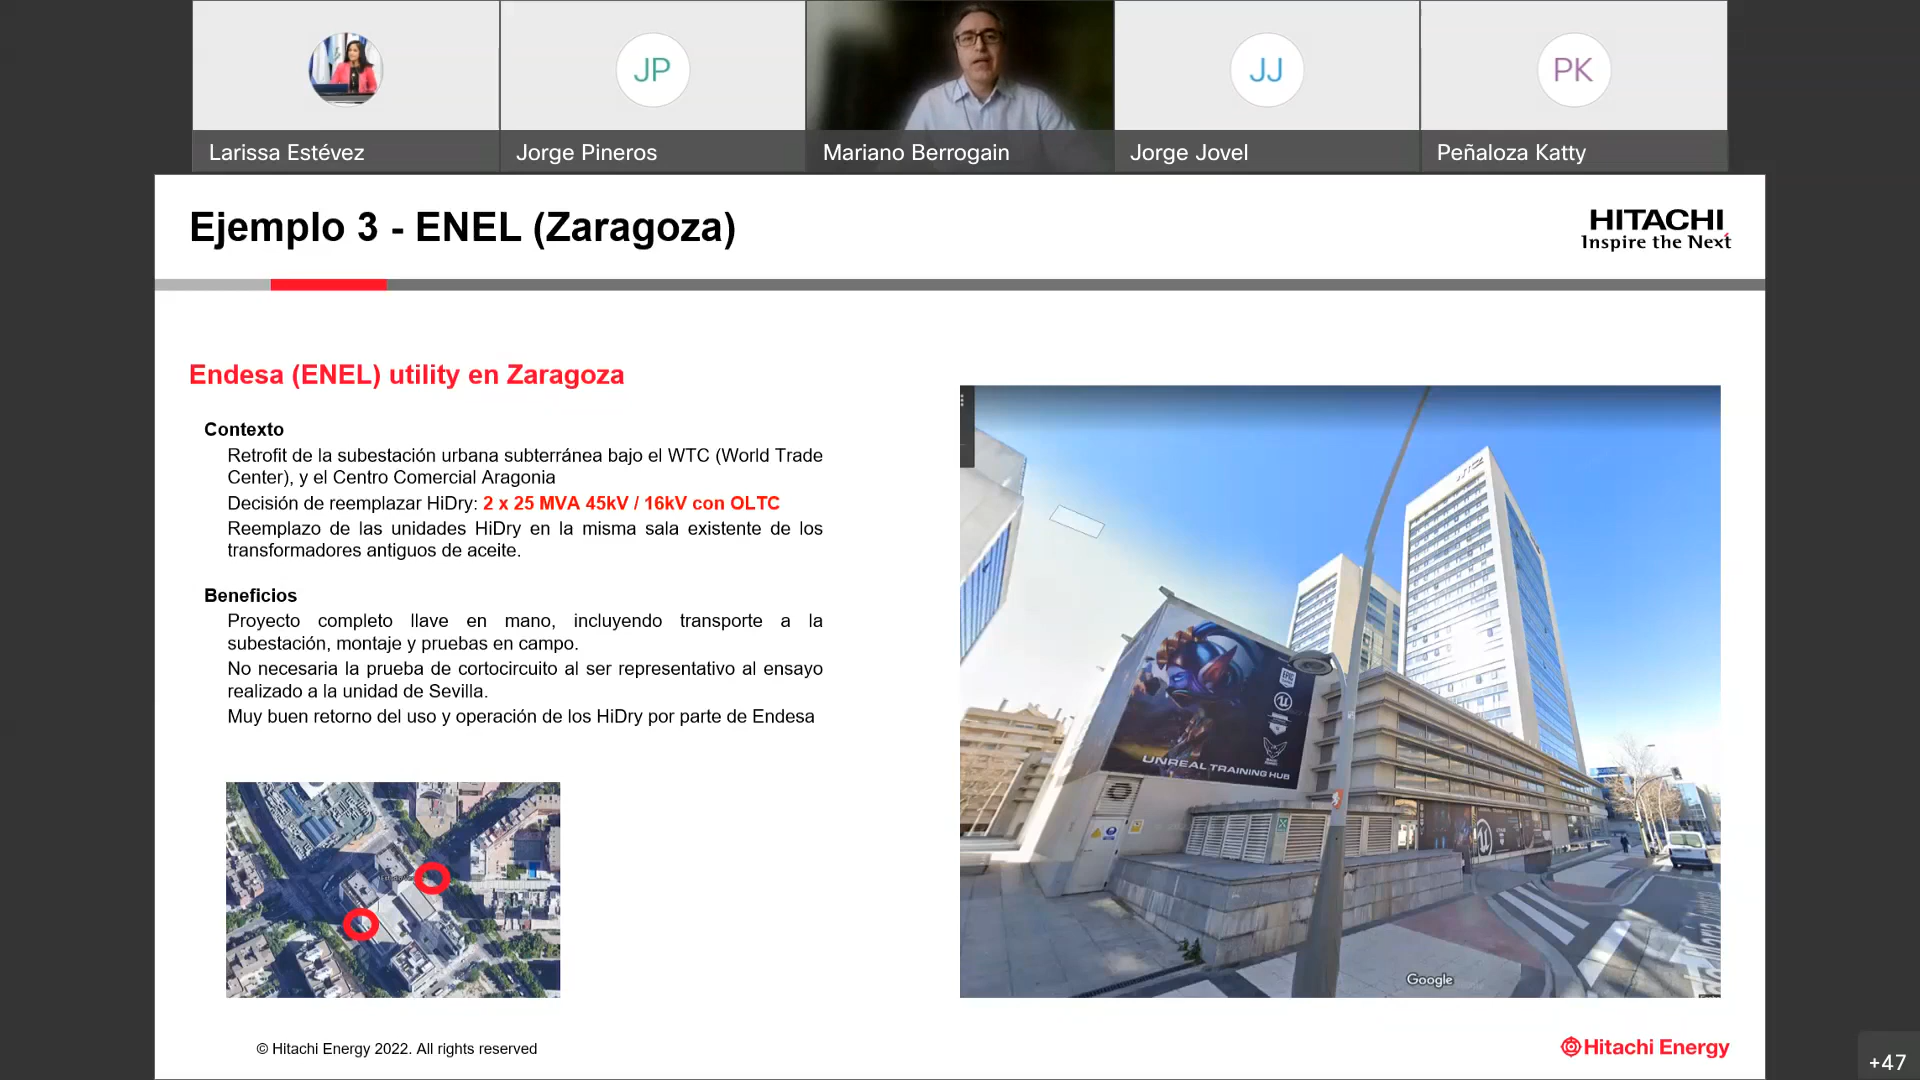 JP
JJ
PK
Larissa Estévez
Jorge Pineros
Mariano Berrogain
Jorge Jovel
Peñaloza Katty
Ejemplo 3 - ENEL (Zaragoza)
HITACHI
Inspire the Next
Endesa (ENEL) utility en Zaragoza
Contexto
Retrofit de la subestación urbana subterránea bajo el WTC (World Trade
Center), y el Centro Comercial Aragonia
Decisión de reemplazar HiDry: 2 x 25 MVA 45kV / 16kV con OLTC
Reemplazo de las unidades HiDry en la misma sala existente de los
transformadores antiguos de aceite.
Beneficios
Proyecto completo llave en mano, incluyendo transporte a la
subestación, montaje y pruebas en campo.
No necesaria la prueba de cortocircuito al ser representativo al ensayo
realizado a la unidad de Sevilla.
Muy buen retorno del uso y operación de los HiDry por parte de Endesa
EPIC
UNREAL TRAINING HUB
Google
© Hitachi Energy 2022. All rights reserved
Hitachi Energy
+47